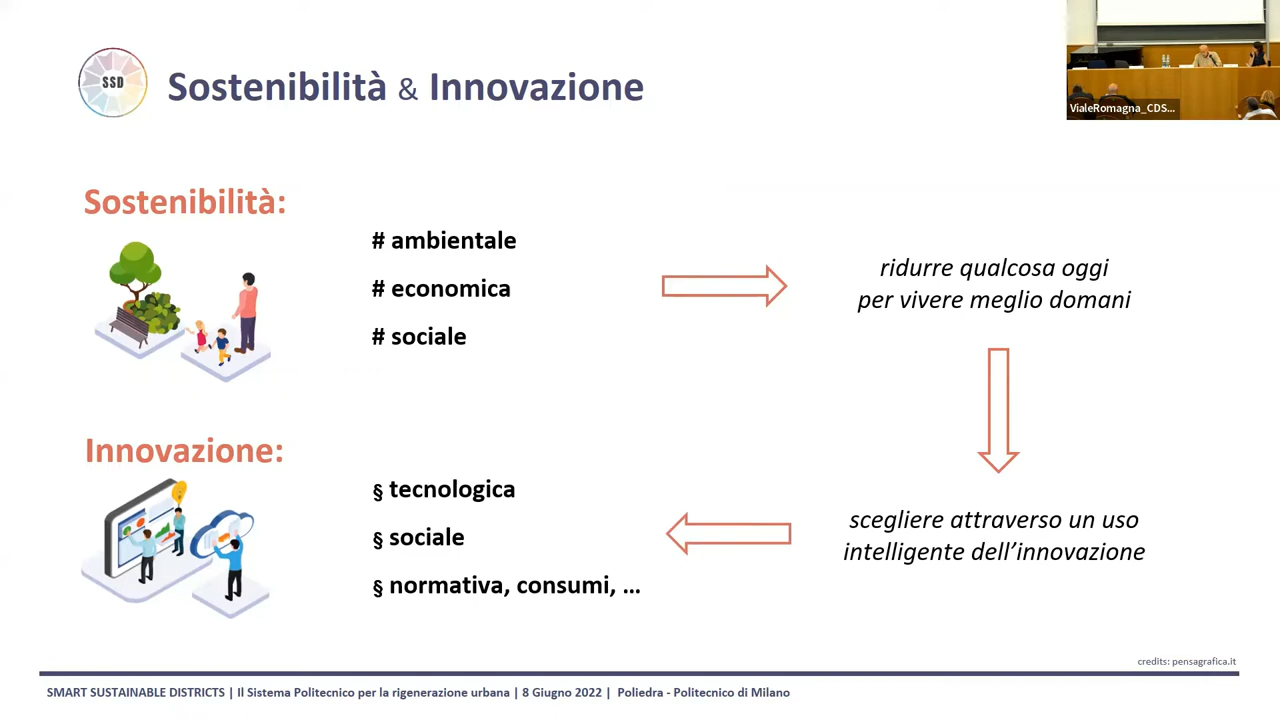 SSD
Sostenibilità & Innovazione
VialeRomagna_CDS...
Sostenibilità:
# ambientale
# economica
# sociale
ridurre qualcosa oggi
per vivere meglio domani
Innovazione:
§ tecnologica
§ sociale
§ normativa, consumi, ...
scegliere attraverso un uso
intelligente dell'innovazione
credits: pensagrafica.it
SMART SUSTAINABLE DISTRICTS | Il Sistema Politecnico per la rigenerazione urbana | 8 Giugno 2022 | Poliedra - Politecnico di Milano